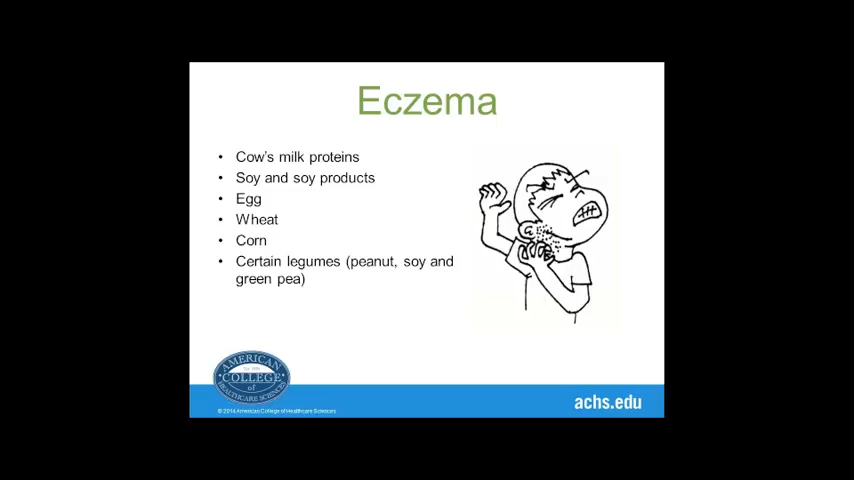 Eczema
• Cow's milk proteins
• Soy and soy products
• Egg
• Wheat
• Corn
• Certain legumes (peanut, soy and
green pea)
AMERICAN
COLLEGE
of
HEALTHCARE SCIENCES
© 2014 American College of Healthcare Sciences
achs.edu